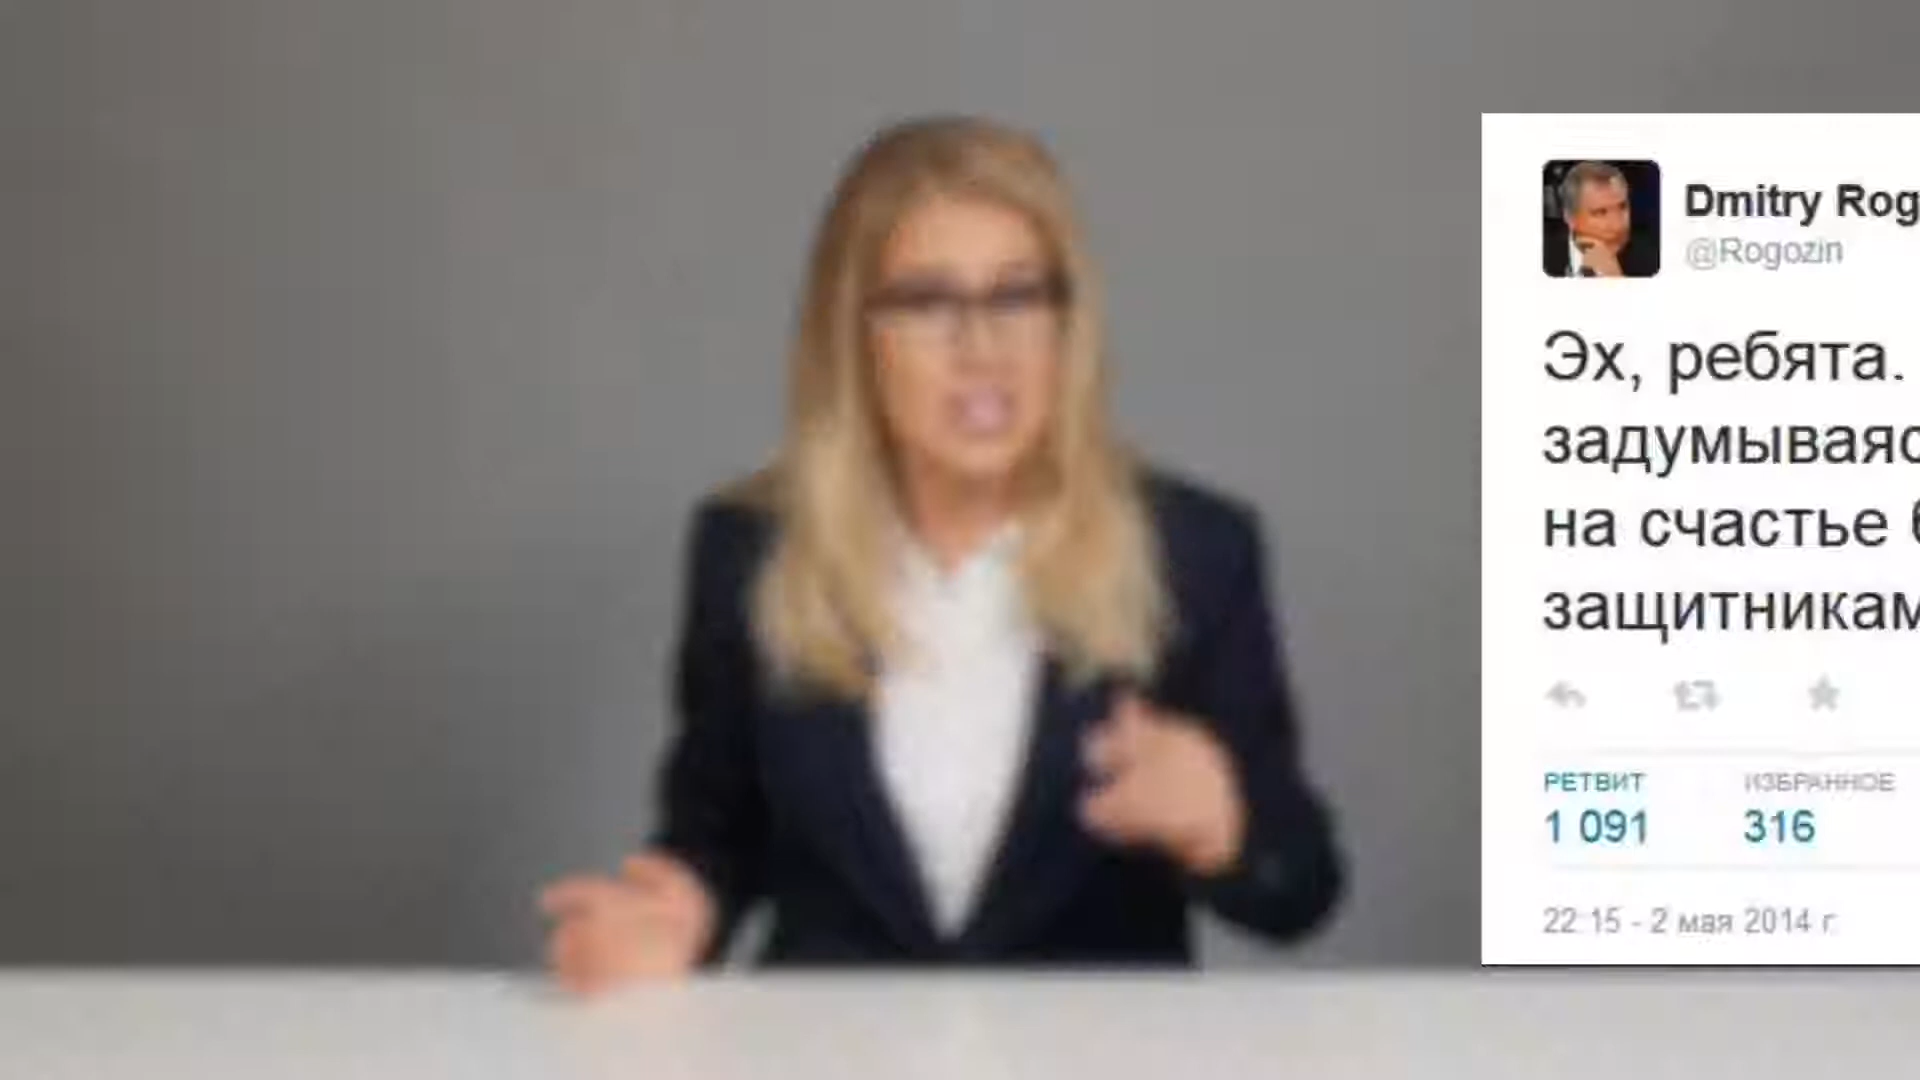 Dmitry Rog
@Rogozin
Эх, ребята.
задумываяс
на счастье б
защитникам
РЕТВИТ ИЗБРАННОЕ
1 091 316
22:15 - 2 мая 2014 г.